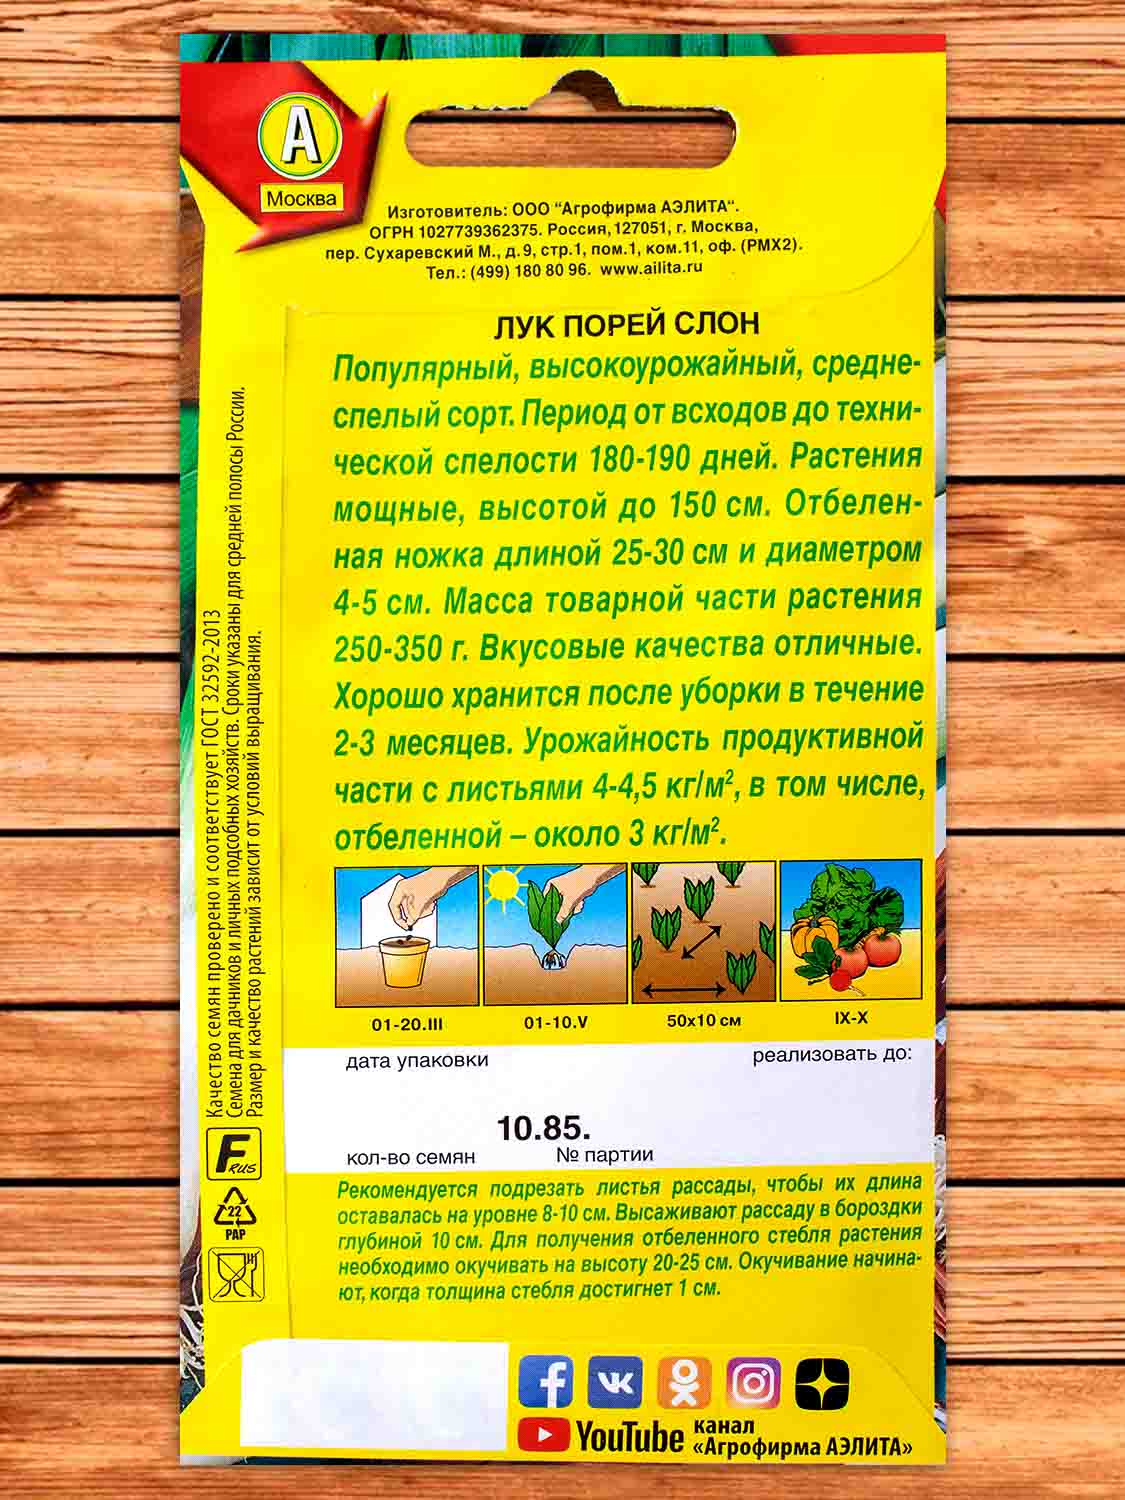 А
Москва
Изготовитель: ООО “Агрофирма АЭЛИТА“.
ОГРН 1027739362375. Россия,127051, г. Москва,
пер. Сухаревский М., д.9, стр.1, пом.1, ком.11, оф. (РМХ2).
Тел.: (499) 180 80 96. www.ailita.ru
ЛУК ПОРЕЙ СЛОН
Популярный, высокоурожайный, средне-
спелый сорт. Период от всходов до техни-
ческой спелости 180-190 дней. Растения
мощные, высотой до 150 см. Отбелен-
ная ножка длиной 25-30 см и диаметром
4-5 см. Масса товарной части растения
250-350 г. Вкусовые качества отличные.
Хорошо хранится после уборки в течение
2-3 месяцев. Урожайность продуктивной
части с листьями 4-4,5 кг/м², в том числе,
отбеленной – около 3 кг/м².
01-20.III
01-10.V
50х10 см
IX-X
дата упаковки
реализовать до:
10.85.
кол-во семян
№ партии
Рекомендуется подрезать листья рассады, чтобы их длина
оставалась на уровне 8-10 см. Высаживают рассаду в бороздки
глубиной 10 см. Для получения отбеленного стебля растения
необходимо окучивать на высоту 20-25 см. Окучивание начина-
ют, когда толщина стебля достигнет 1 см.
Качество семян проверено и соответствует ГОСТ 32592-2013
Семена для дачников и личных подсобных хозяйств. Сроки указаны для средней полосы России.
Размер и качество растений зависит от условий выращивания.
F RUS
22
PAP
YouTube
канал
«Агрофирма АЭЛИТА»